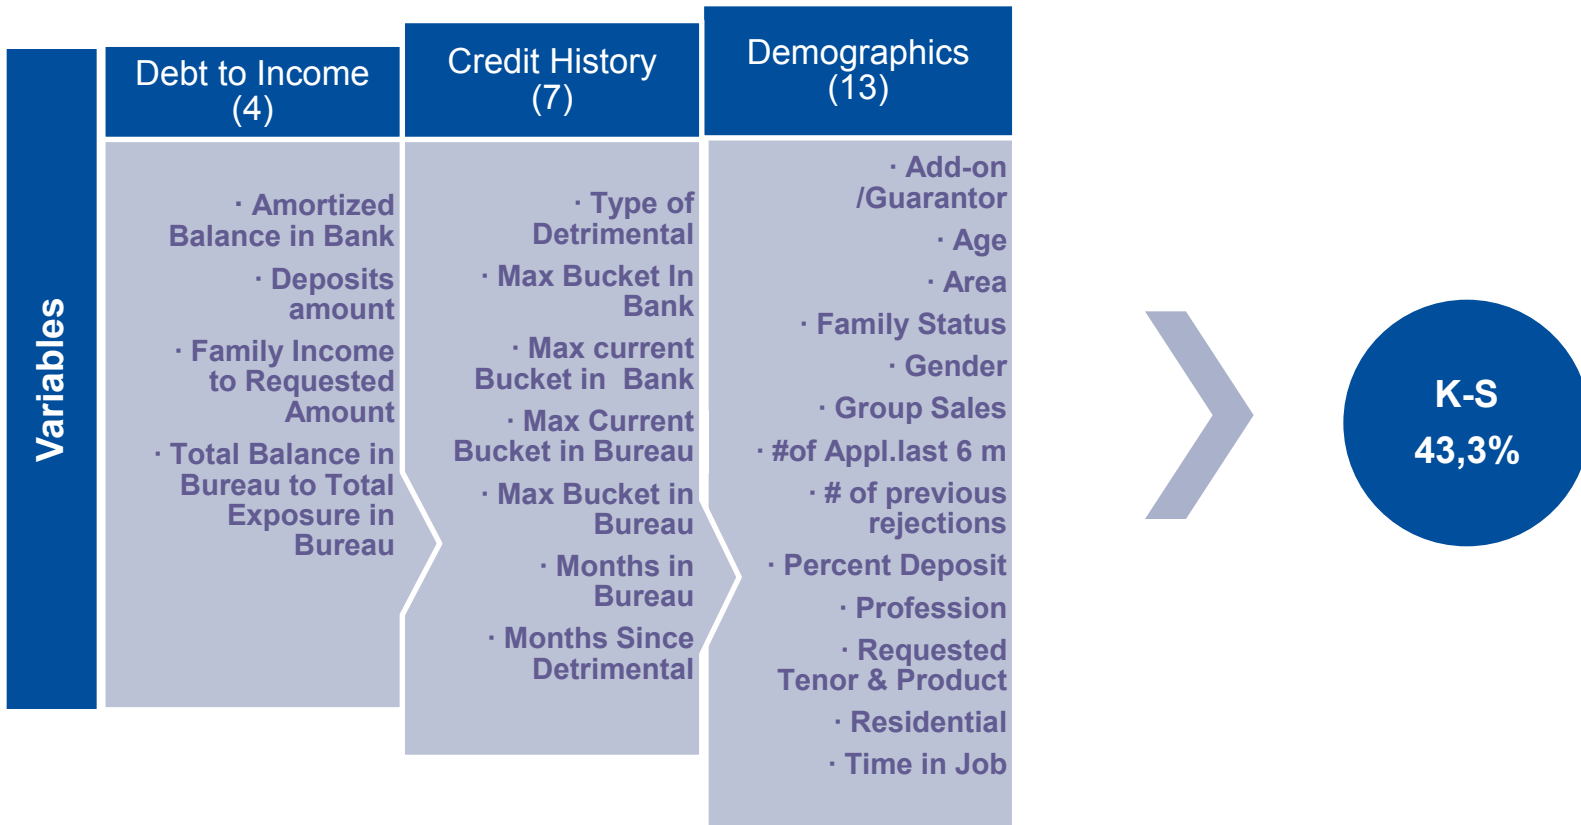 Variables
Debt to Income
(4)
· Amortized
Balance in Bank
· Deposits
amount
· Family Income
to Requested
Amount
· Total Balance in
Bureau to Total
Exposure in
Bureau
Credit History
(7)
· Type of
Detrimental
· Max Bucket In
Bank
· Max current
Bucket in  Bank
· Max Current
Bucket in Bureau
· Max Bucket in
Bureau
· Months in
Bureau
· Months Since
Detrimental
Demographics
(13)
· Add-on
/Guarantor
· Age
· Area
· Family Status
· Gender
· Group Sales
· #of Appl.last 6 m
· # of previous
rejections
· Percent Deposit
· Profession
· Requested
Tenor & Product
· Residential
· Time in Job
K-S
43,3%